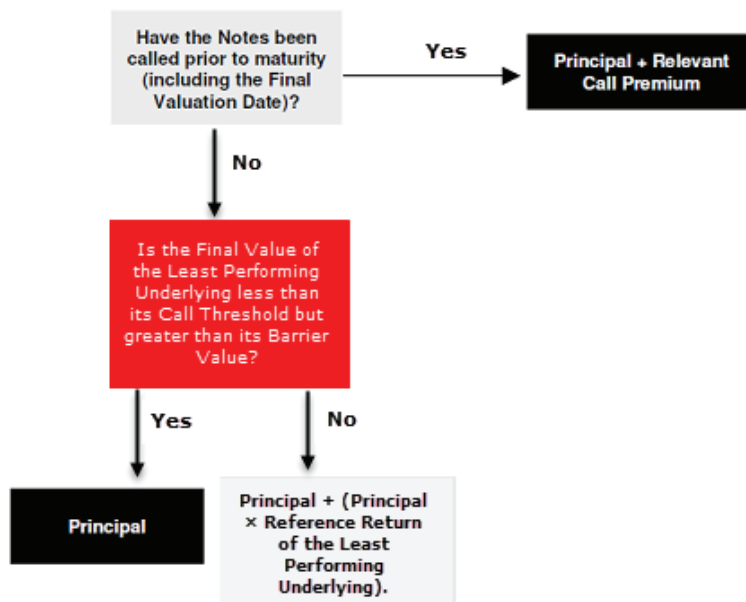 Have the Notes been
called prior to maturity
(including the Final
Valuation Date)?
Yes
Principal + Relevant
Call Premium
No
Is the Final Value of
the Least Performing
Underlying less than
its Call Threshold but
greater than its Barrier
Value?
Yes
No
Principal
Principal + (Principal
× Reference Return
of the Least
Performing
Underlying).